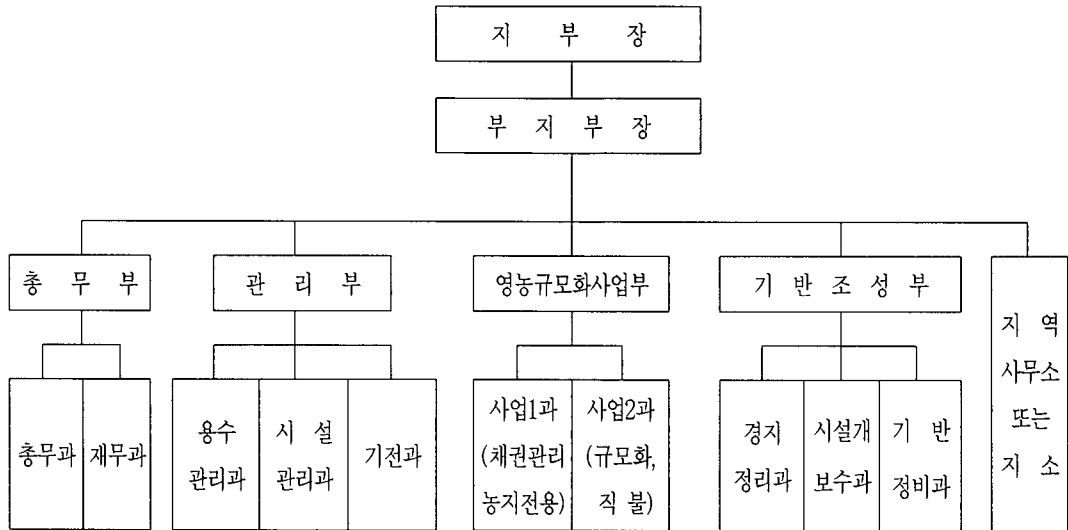 지 부 장
부 지 부 장
총 무 부
관 리 부
영농규모화사업부
기 반 조 성 부
지 역
사무소
또는
지 소
총무과
재무과
용수
관리과
시 설
관리과
기전과
사업1과
(채권관리
농지전용)
사업2과
(규모화,
직 불)
경지
정리과
시설개
보수과
기 반
정비과